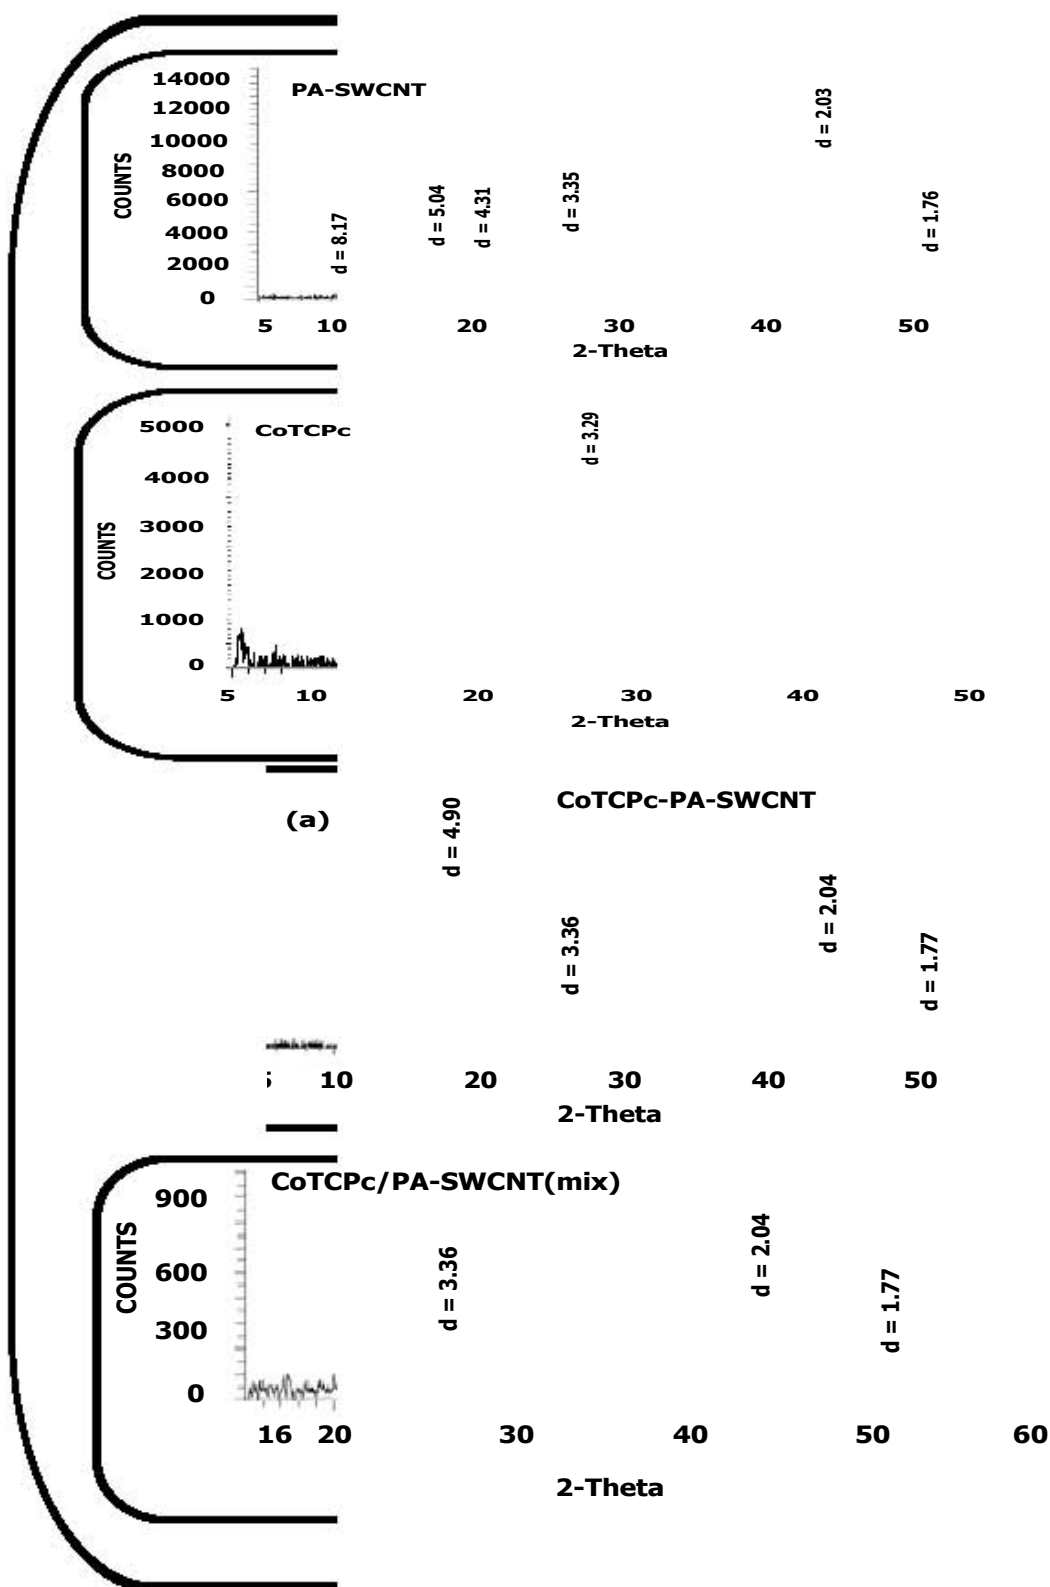 PA-SWCNT
14000
12000
10000
8000
6000
4000
2000
0
COUNTS
d = 8.17
d = 5.04
d = 4.31
d = 3.35
d = 2.03
d = 1.76
5 10 20 30 40 50
2-Theta
CoTCPc
5000
4000
3000
2000
1000
0
COUNTS
d = 3.29
5 10 20 30 40 50
2-Theta
(a)
CoTCPc-PA-SWCNT
d = 4.90
d = 3.36
d = 2.04
d = 1.77
10 20 30 40 50
2-Theta
CoTCPc/PA-SWCNT(mix)
900
600
300
0
COUNTS
d = 3.36
d = 2.04
d = 1.77
16 20 30 40 50 60
2-Theta